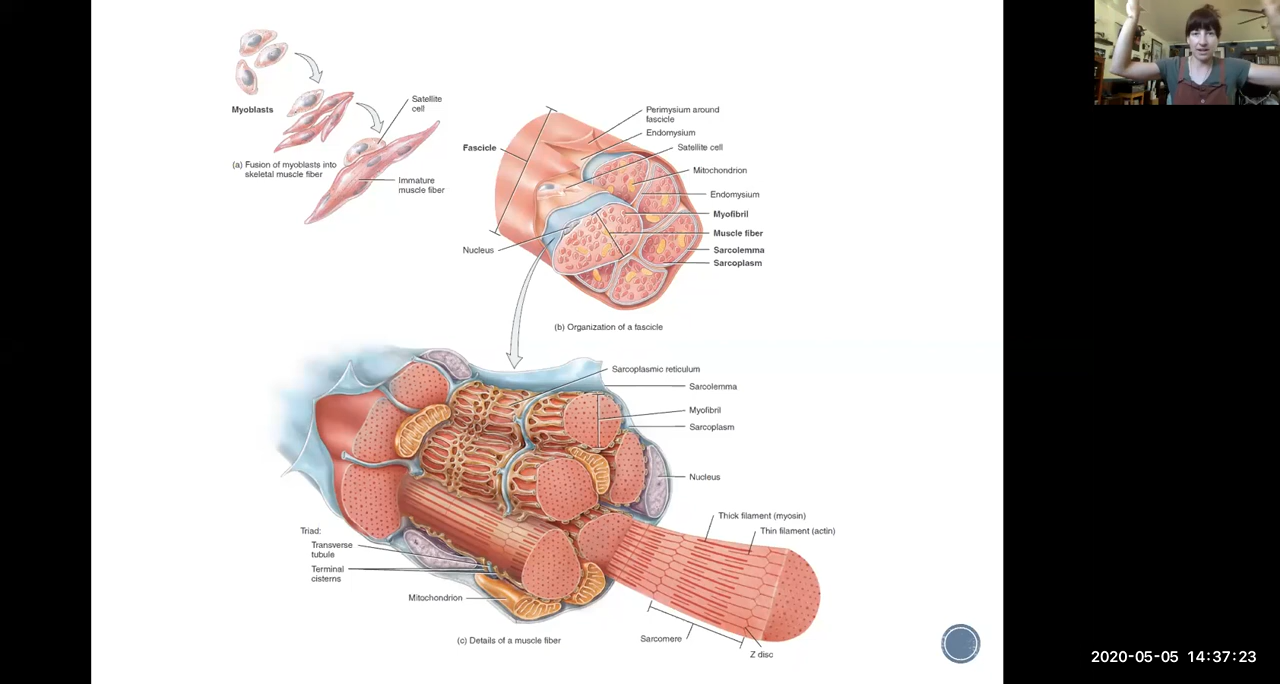 Myoblasts
Satellite
cell
(a) Fusion of myoblasts into
skeletal muscle fiber
Immature
muscle fiber
Fascicle
Perimysium around
fascicle
Endomysium
Satellite cell
Mitochondrion
Endomysium
Myofibril
Muscle fiber
Sarcolemma
Sarcoplasm
Nucleus
(b) Organization of a fascicle
Sarcoplasmic reticulum
Sarcolemma
Myofibril
Sarcoplasm
Nucleus
Thick filament (myosin)
Thin filament (actin)
Triad:
Transverse
tubule
Terminal
cisterns
Mitochondrion
Sarcomere
Z disc
(c) Details of a muscle fiber
2020-05-05 14:37:23